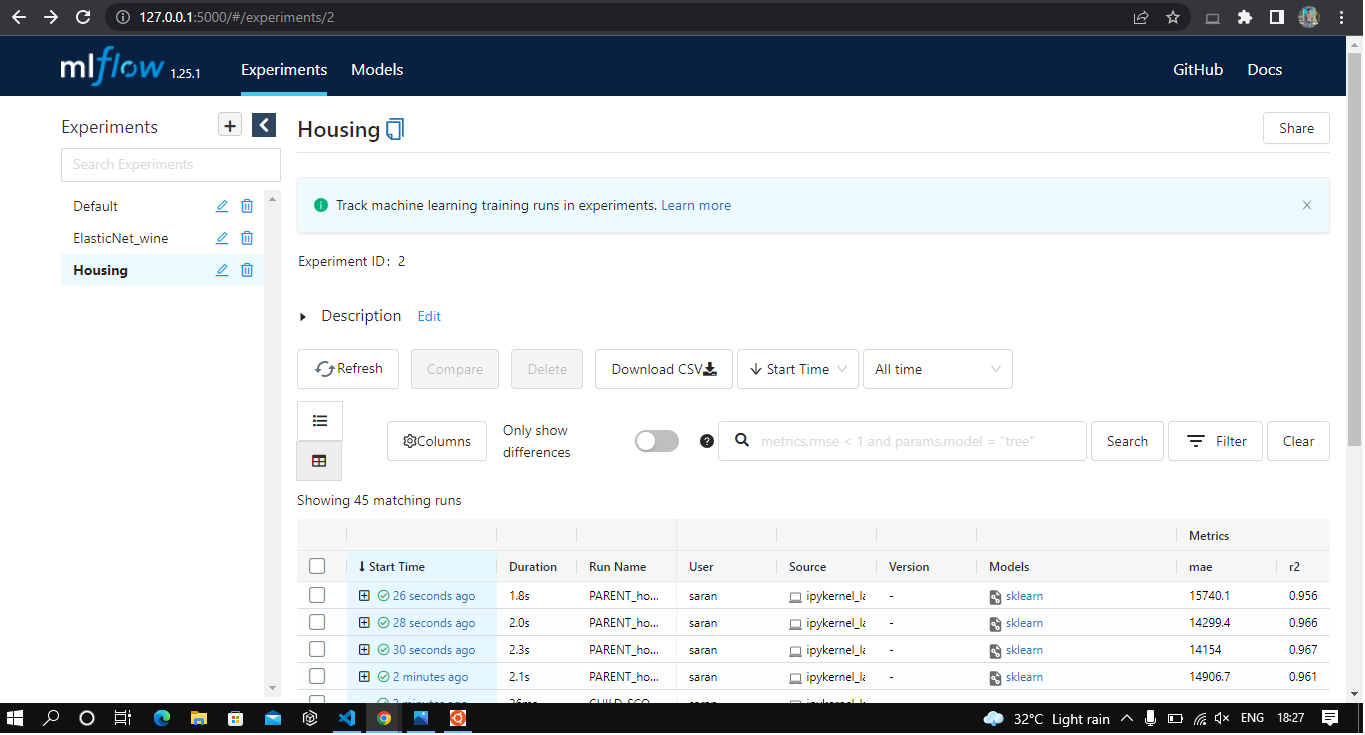 127.0.0.1:5000/#/experiments/2
mlflow 1.25.1 Experiments Models GitHub Docs
Experiments
Search Experiments
Default
ElasticNet_wine
Housing
Housing
Share
Track machine learning training runs in experiments. Learn more
Experiment ID: 2
Description Edit
Refresh Compare Delete Download CSV Start Time All time
Columns Only show differences metrics.rmse < 1 and params.model = "tree" Search Filter Clear
Showing 45 matching runs
Metrics
Start Time Duration Run Name User Source Version Models mae r2
26 seconds ago 1.8s PARENT_ho... saran ipykernel_la - sklearn 15740.1 0.956
28 seconds ago 2.0s PARENT_ho... saran ipykernel_la - sklearn 14299.4 0.966
30 seconds ago 2.3s PARENT_ho... saran ipykernel_la - sklearn 14154 0.967
2 minutes ago 2.1s PARENT_ho... saran ipykernel_la - sklearn 14906.7 0.961
32°C Light rain ENG 18:27